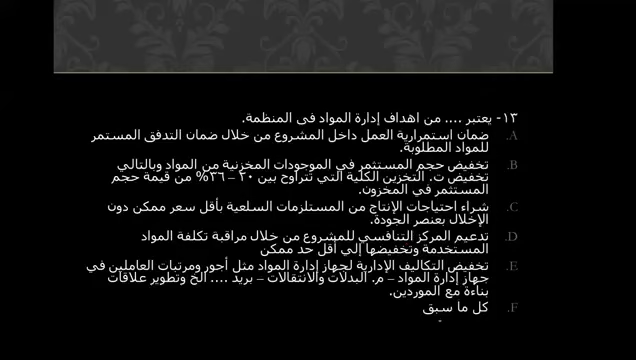 ١٣- يعتبر .... من اهداف إدارة المواد فى المنظمة.
A. ضمان استمرارية العمل داخل المشروع من خلال ضمان التدفق المستمر
للمواد المطلوبة.
B. تخفيض حجم المستثمر في الموجودات المخزنية من المواد وبالتالي
تخفيض ت. التخزين الكلية التي تتراوح بين ٢٠ – ٣٦% من قيمة حجم
المستثمر في المخزون.
C. شراء احتياجات الإنتاج من المستلزمات السلعية بأقل سعر ممكن دون
الإخلال بعنصر الجودة.
D. تدعيم المركز التنافسي للمشروع من خلال مراقبة تكلفة المواد
المستخدمة وتخفيضها إلي أقل حد ممكن
E. تخفيض التكاليف الإدارية لجهاز إدارة المواد مثل أجور ومرتبات العاملين في
جهاز إدارة المواد – م. البدلات والانتقالات – بريد .... الخ وتطوير علاقات
بناءة مع الموردين.
F. كل ما سبق